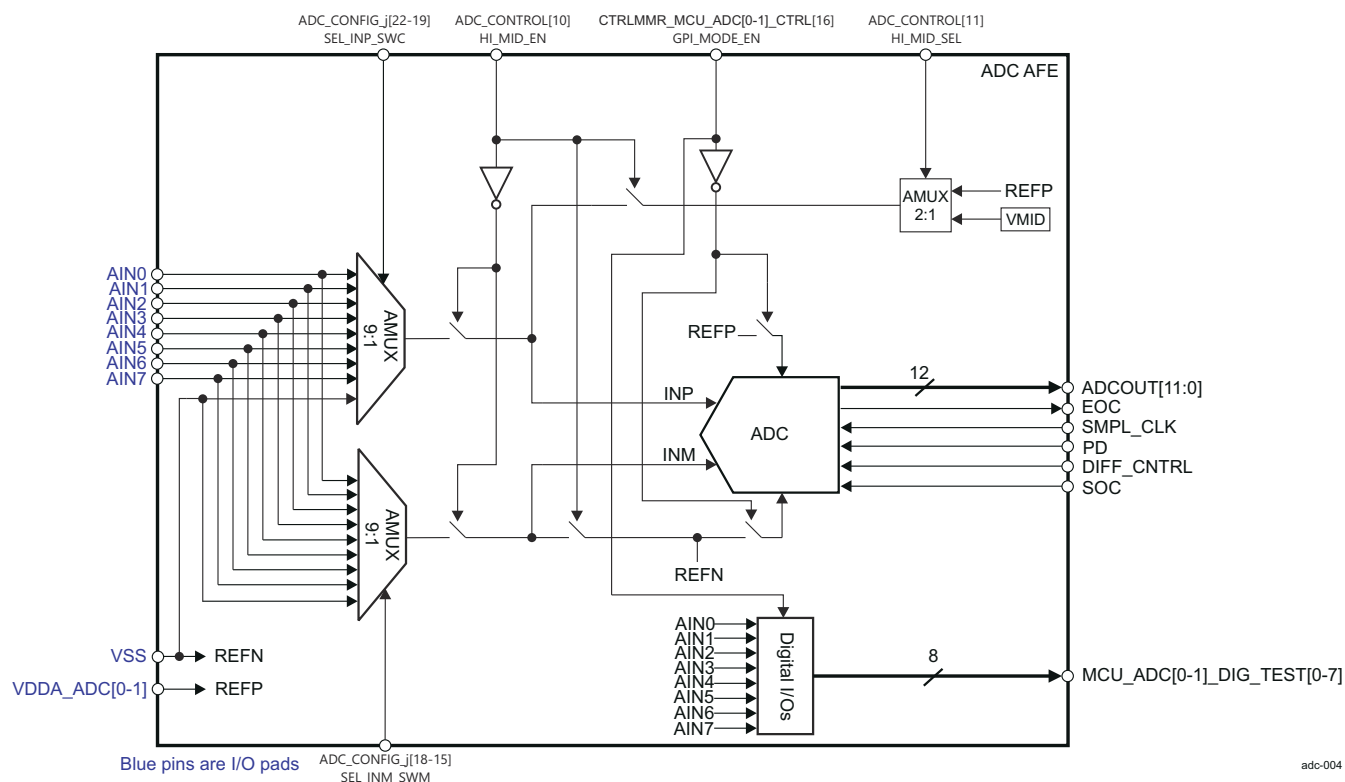 ADC_CONFIG_j[22-19]
SEL_INP_SWC
ADC_CONTROL[10]
HI_MID_EN
CTRLMMR_MCU_ADC[0-1]_CTRL[16]
GPI_MODE_EN
ADC_CONTROL[11]
HI_MID_SEL
ADC AFE
AMUX
2:1
REFP
VMID
AIN0
AIN1
AIN2
AIN3
AIN4
AIN5
AIN6
AIN7
AMUX
9:1
REFP
INP
INM
ADC
12
ADCOUT[11:0]
EOC
SMPL_CLK
PD
DIFF_CNTRL
SOC
AMUX
9:1
REFN
VSS
REFN
VDDA_ADC[0-1]
REFP
AIN0
AIN1
AIN2
AIN3
AIN4
AIN5
AIN6
AIN7
Digital I/Os
8
MCU_ADC[0-1]_DIG_TEST[0-7]
Blue pins are I/O pads
ADC_CONFIG_j[18-15]
SEL_INM_SWM
adc-004